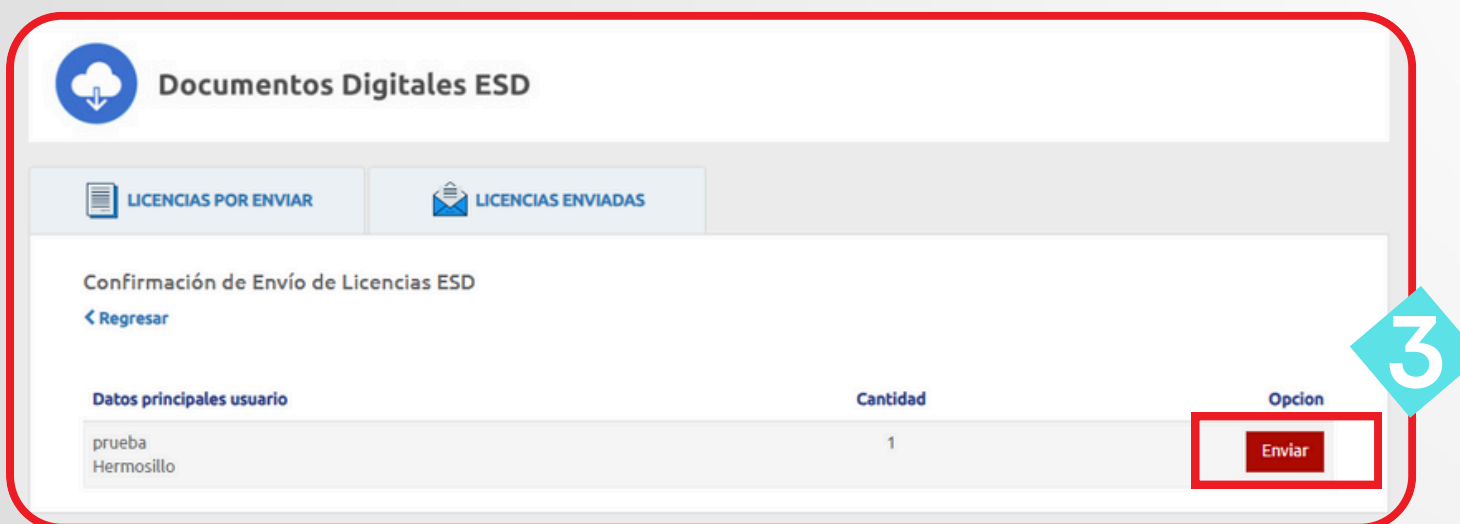 Documentos Digitales ESD
LICENCIAS POR ENVIAR
LICENCIAS ENVIADAS
Confirmación de Envío de Licencias ESD
Regresar
3
Datos principales usuario Cantidad Opcion
prueba 1 Enviar
Hermosillo